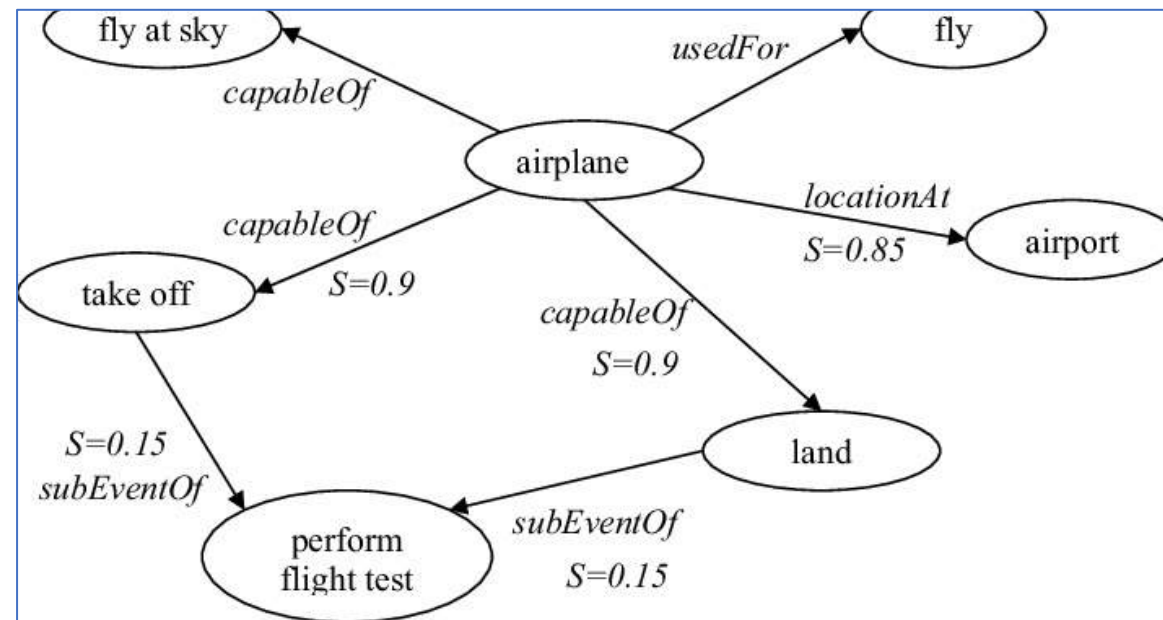 fly at sky
fly
usedFor
capableOf
airplane
locationAt
capableOf
airport
S=0.85
S=0.9
take off
capableOf
S=0.9
S=0.15
land
subEventOf
subEventOf
perform
flight test
S=0.15